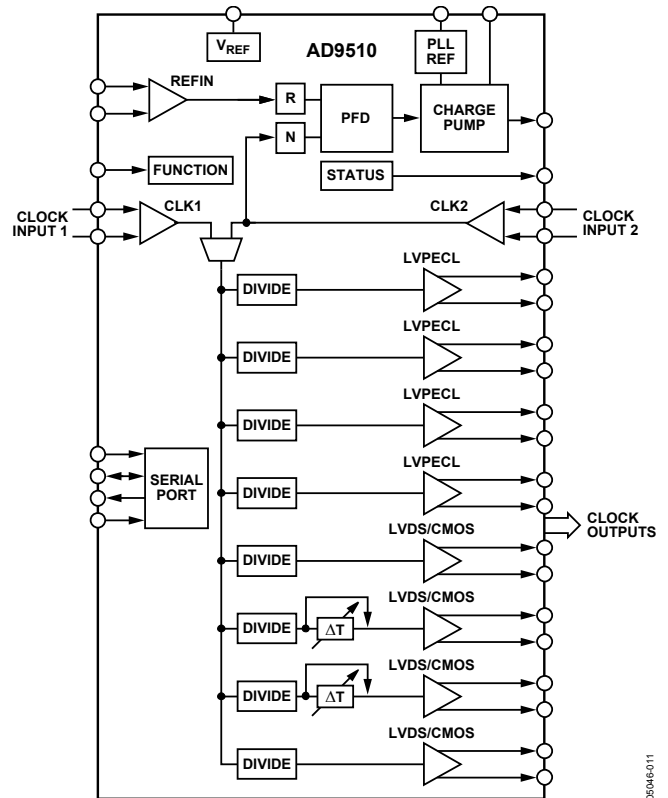 VREF
AD9510
PLL
REF
REFIN
R
N
PFD
CHARGE
PUMP
FUNCTION
STATUS
CLOCK
INPUT 1
CLK1
CLK2
CLOCK
INPUT 2
LVPECL
DIVIDE
LVPECL
DIVIDE
LVPECL
DIVIDE
LVPECL
DIVIDE
SERIAL
PORT
CLOCK
OUTPUTS
LVDS/CMOS
DIVIDE
LVDS/CMOS
DIVIDE
ΔT
LVDS/CMOS
DIVIDE
ΔT
LVDS/CMOS
DIVIDE
05046-011